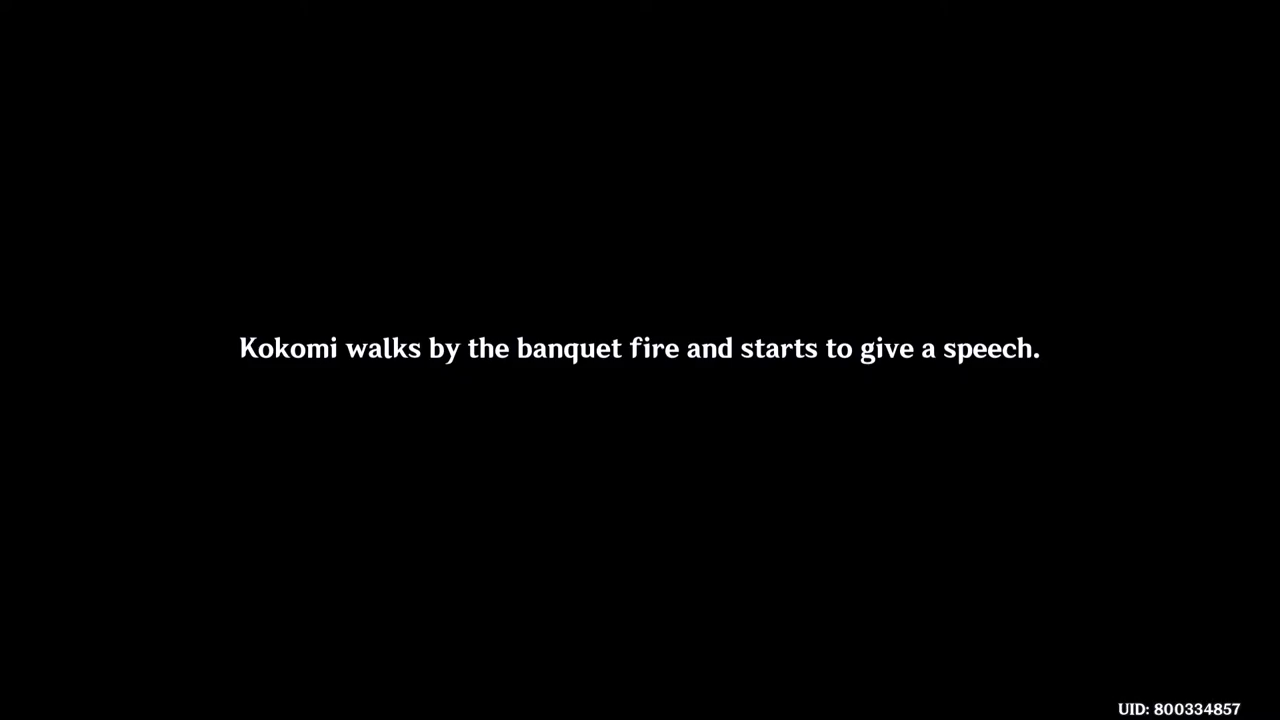 Kokomi walks by the banquet fire and starts to give a speech.
UID: 800334857